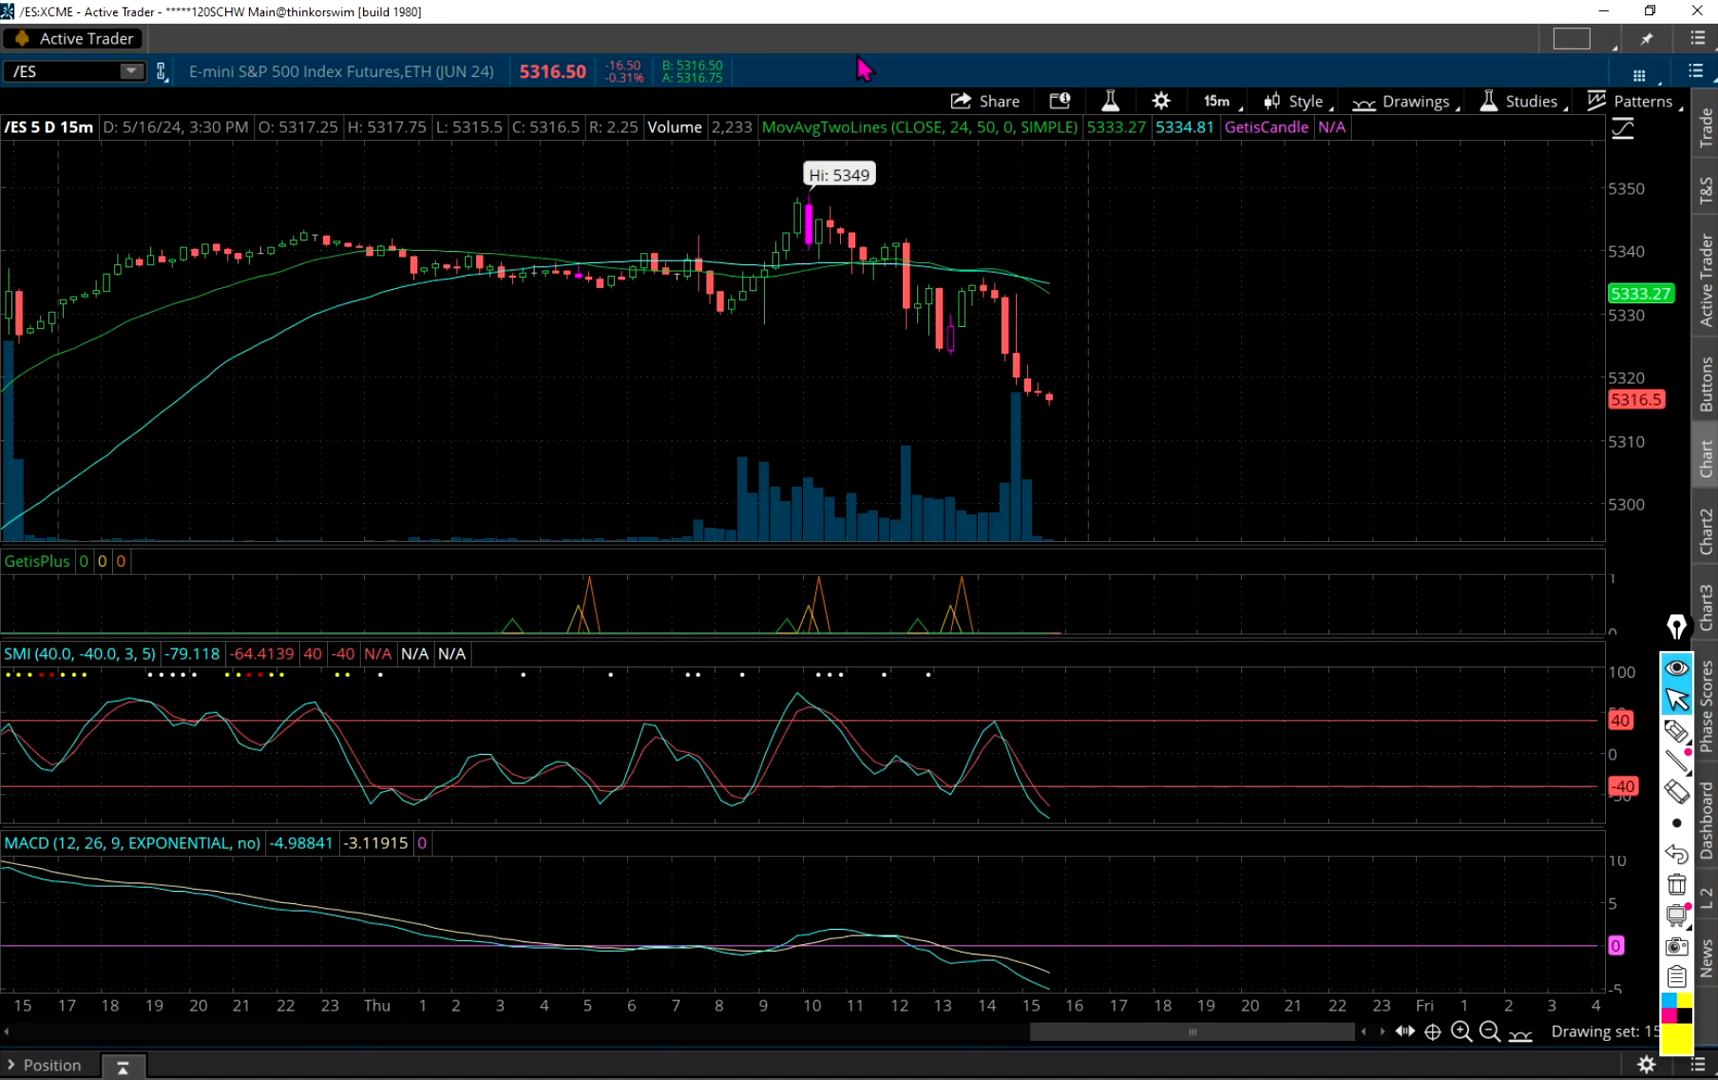 /ES:XCME - Active Trader - *****120SCHW Main@thinkorswim [build 1980]
Active Trader
/ES E-mini S&P 500 Index Futures,ETH (JUN 24) 5316.50 -16.50 -0.31% B: 5316.50 A: 5316.75
Share 15m Style Drawings Studies Patterns
/ES 5 D 15m D: 5/16/24, 3:30 PM O: 5317.25 H: 5317.75 L: 5315.5 C: 5316.5 R: 2.25 Volume 2,233 MovAvgTwoLines (CLOSE, 24, 50, 0, SIMPLE) 5333.27 5334.81 GetisCandle N/A
Hi: 5349
5350
5340
5333.27
5330
5320
5316.5
5310
5300
GetisPlus 0 0 0
1
0
SMI (40.0, -40.0, 3, 5) -79.118 -64.4139 40 -40 N/A N/A N/A
100
40
0
-40
MACD (12, 26, 9, EXPONENTIAL, no) -4.98841 -3.11915 0
10
5
0
-5
15 17 18 19 20 21 22 23 Thu 1 2 3 4 5 6 7 8 9 10 11 12 13 14 15 16 17 18 19 20 21 22 23 Fri 1 2 3 4
Drawing set: 15
Position
Trade
T&S
Active Trader
Buttons
Chart
Chart2
Chart3
Phase Scores
Dashboard
L 2
News